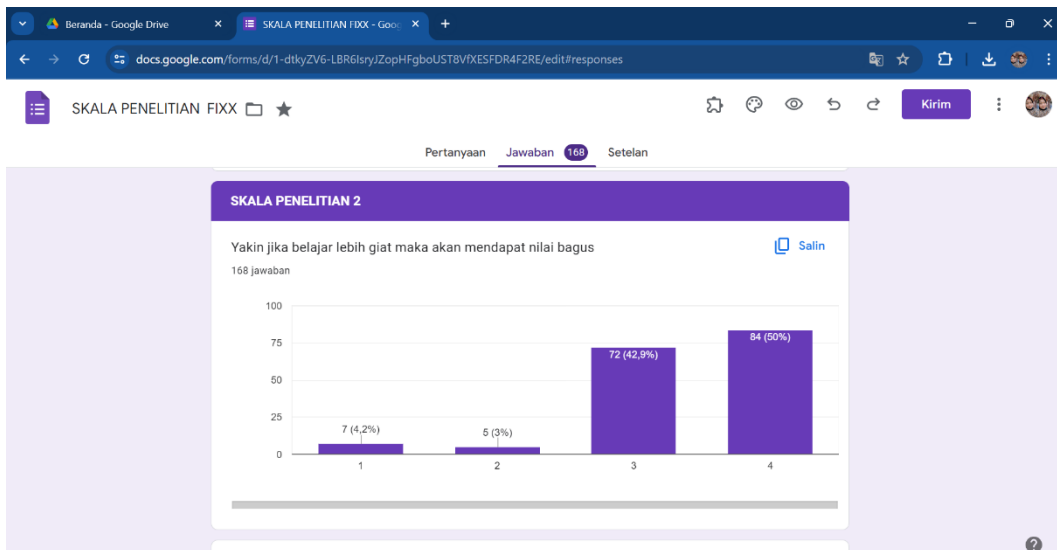 Beranda - Google Drive
SKALA PENELITIAN FIXX - Goog
docs.google.com/forms/d/1-dtkyZV6-LBR6IsryJZopHFgboUST8VfXESFDR4F2RE/edit#responses
SKALA PENELITIAN FIXX
Kirim
Pertanyaan Jawaban 168 Setelan
SKALA PENELITIAN 2
Yakin jika belajar lebih giat maka akan mendapat nilai bagus
Salin
168 jawaban
100
75
50
25
0
7 (4,2%)
5 (3%)
72 (42,9%)
84 (50%)
1 2 3 4